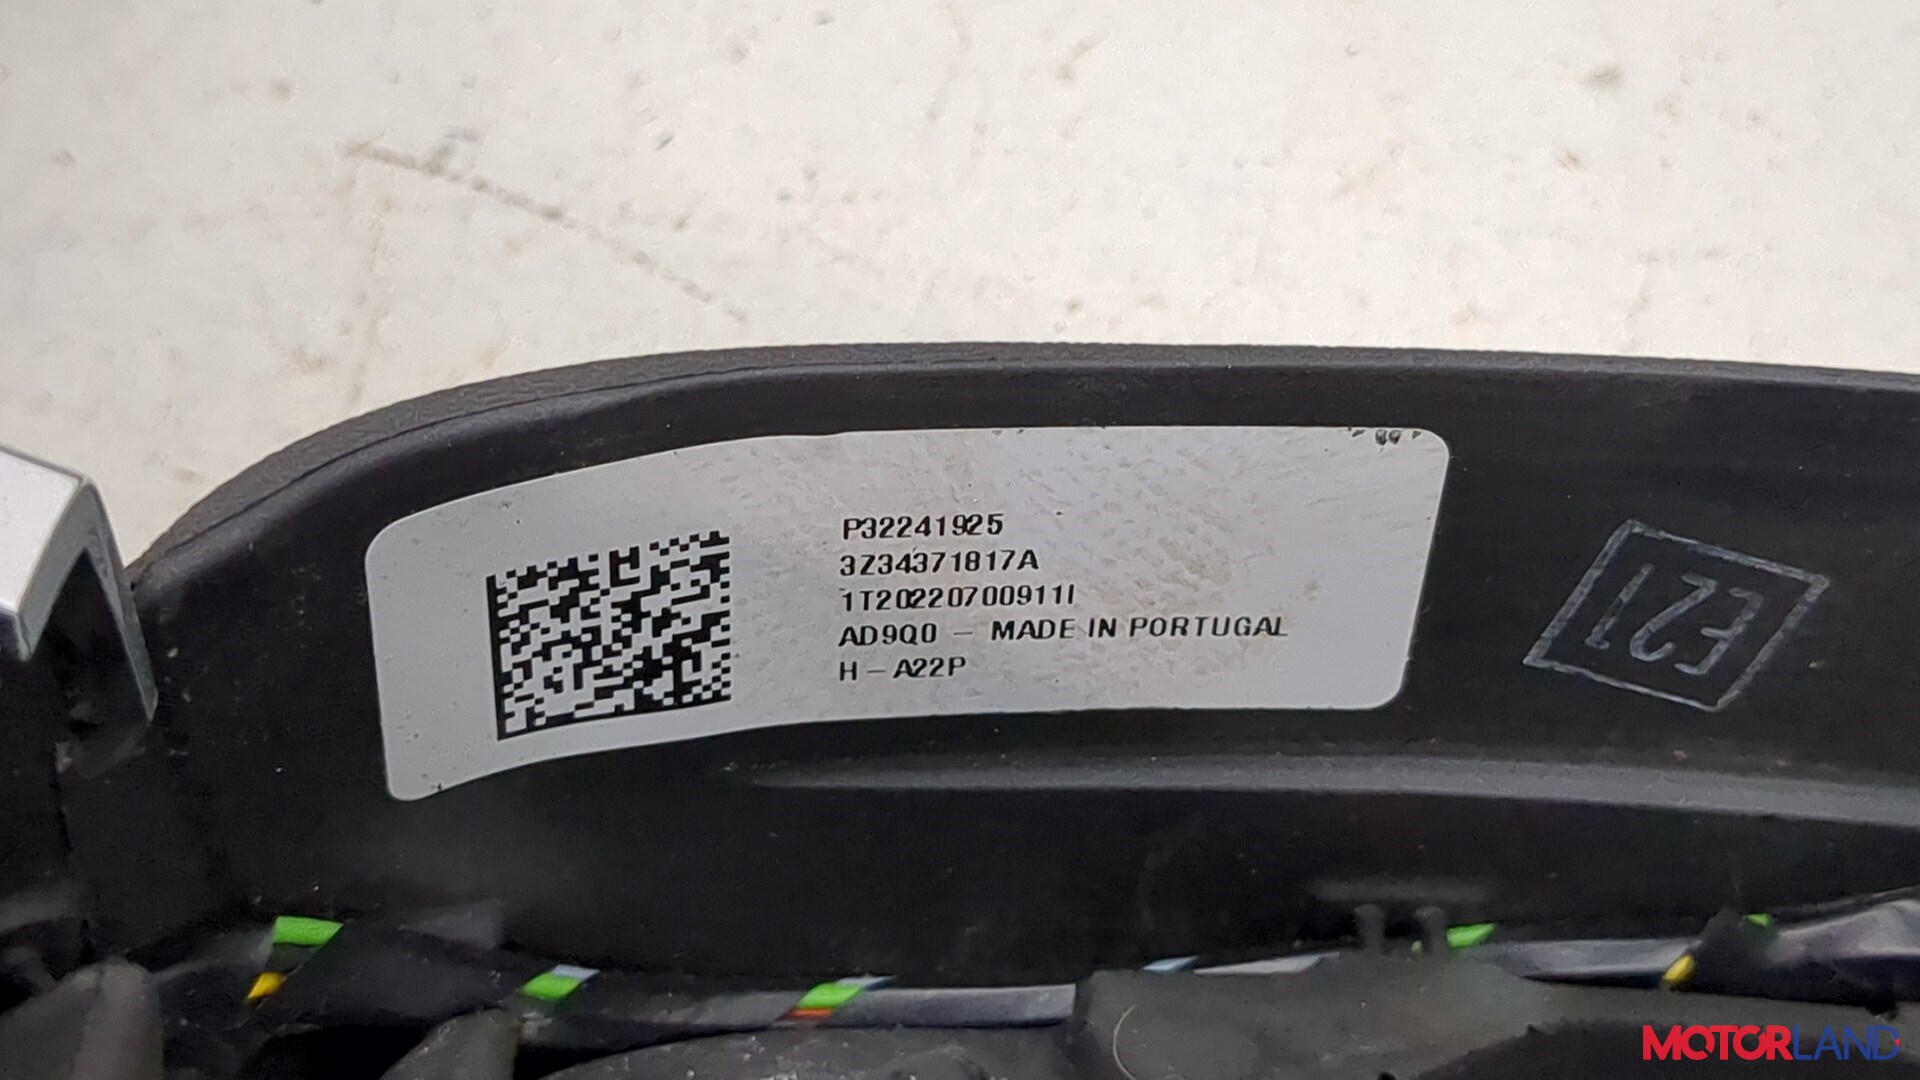 P32241925
3Z34371817A
1T20220700911I
AD9Q0 - MADE IN PORTUGAL
H-A22P
E21
MOTORLAND